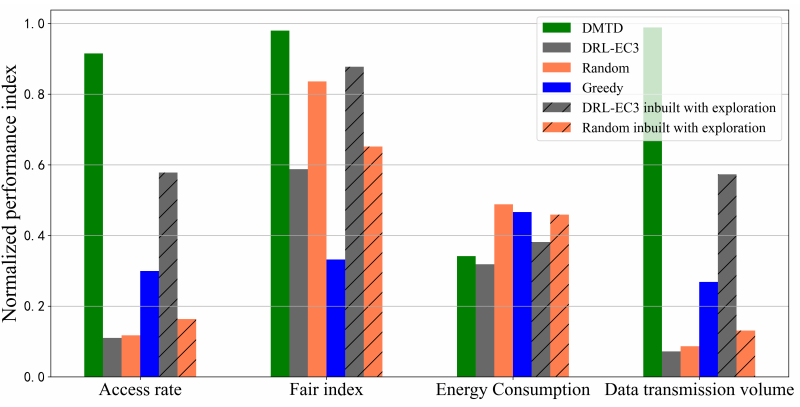 Normalized performance index
1.0
0.8
0.6
0.4
0.2
0.0
DMTD
DRL-EC3
Random
Greedy
DRL-EC3 inbuilt with exploration
Random inbuilt with exploration
Access rate
Fair index
Energy Consumption
Data transmission volume